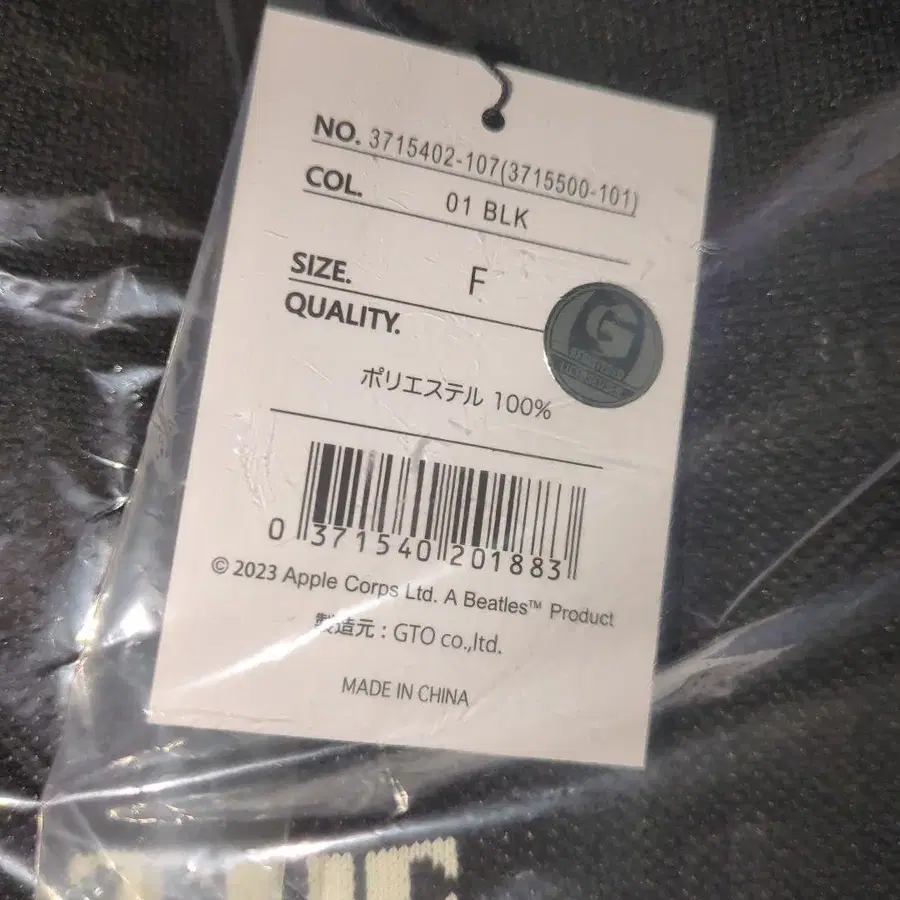 NO. 3715402-107(3715500-101)
COL. 01 BLK
SIZE. F
QUALITY.
G
ポリエステル 100%
0 371540 201883
© 2023 Apple Corps Ltd. A Beatles™ Product
製造元 : GTO co.,ltd.
MADE IN CHINA
THE